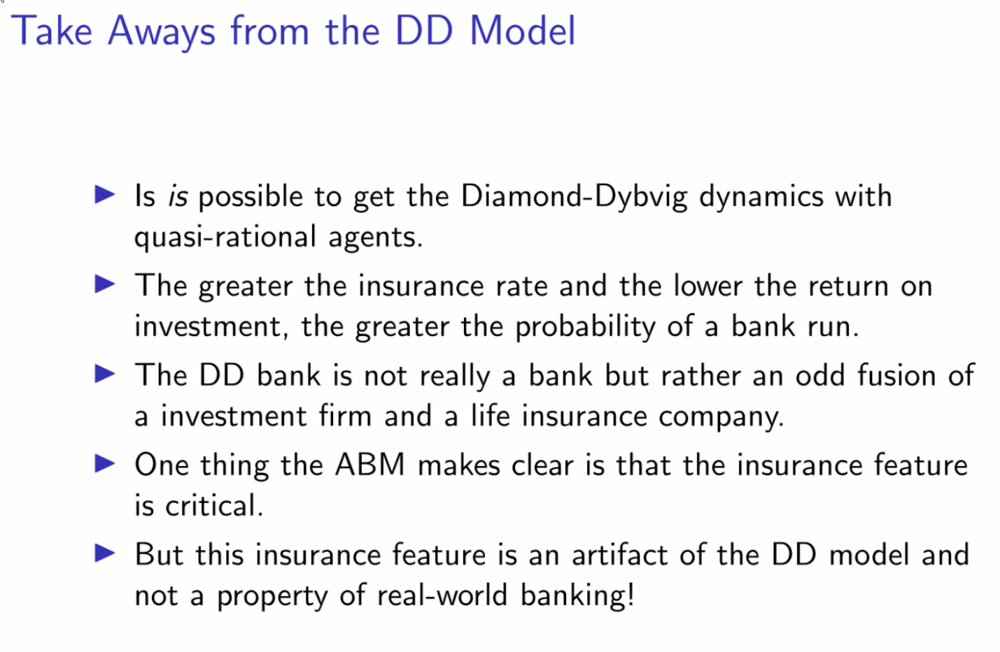 Take Aways from the DD Model
Is is possible to get the Diamond-Dybvig dynamics with
quasi-rational agents.
The greater the insurance rate and the lower the return on
investment, the greater the probability of a bank run.
The DD bank is not really a bank but rather an odd fusion of
a investment firm and a life insurance company.
One thing the ABM makes clear is that the insurance feature
is critical.
But this insurance feature is an artifact of the DD model and
not a property of real-world banking!